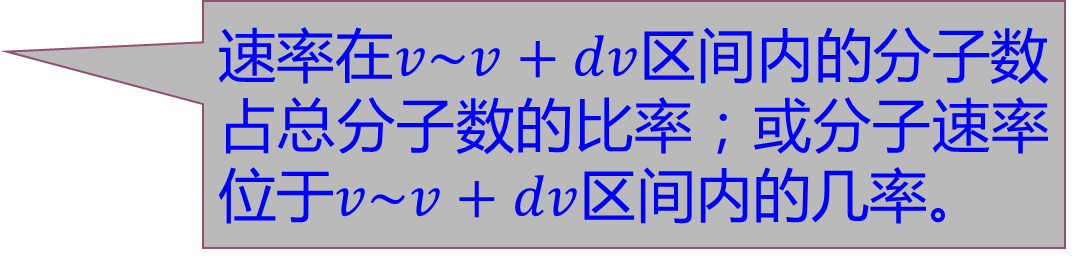 速率在v~v + dv区间内的分子数
占总分子数的比率；或分子速率
位于v~v + dv区间内的几率。